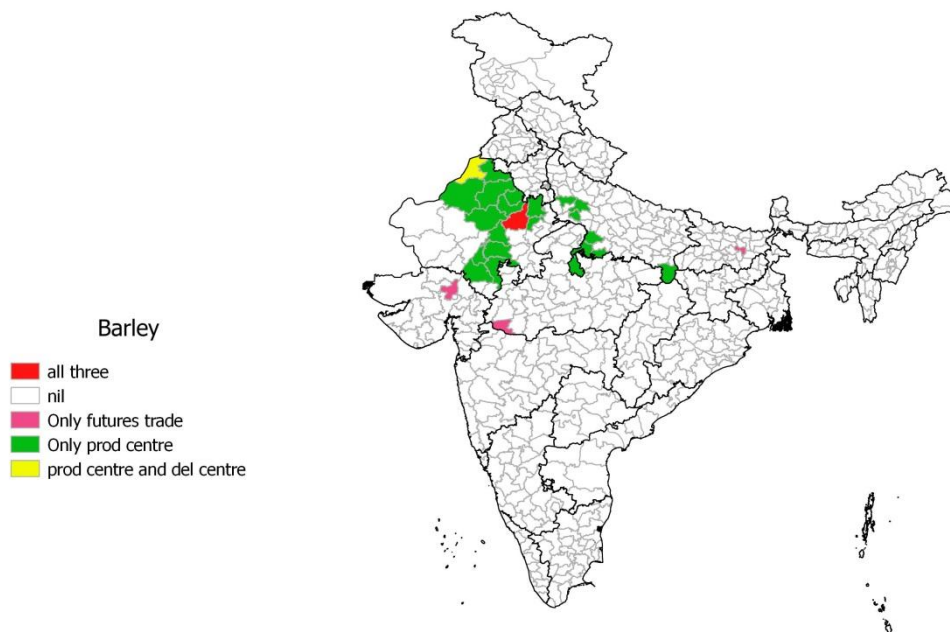 Barley
all three
nil
Only futures trade
Only prod centre
prod centre and del centre